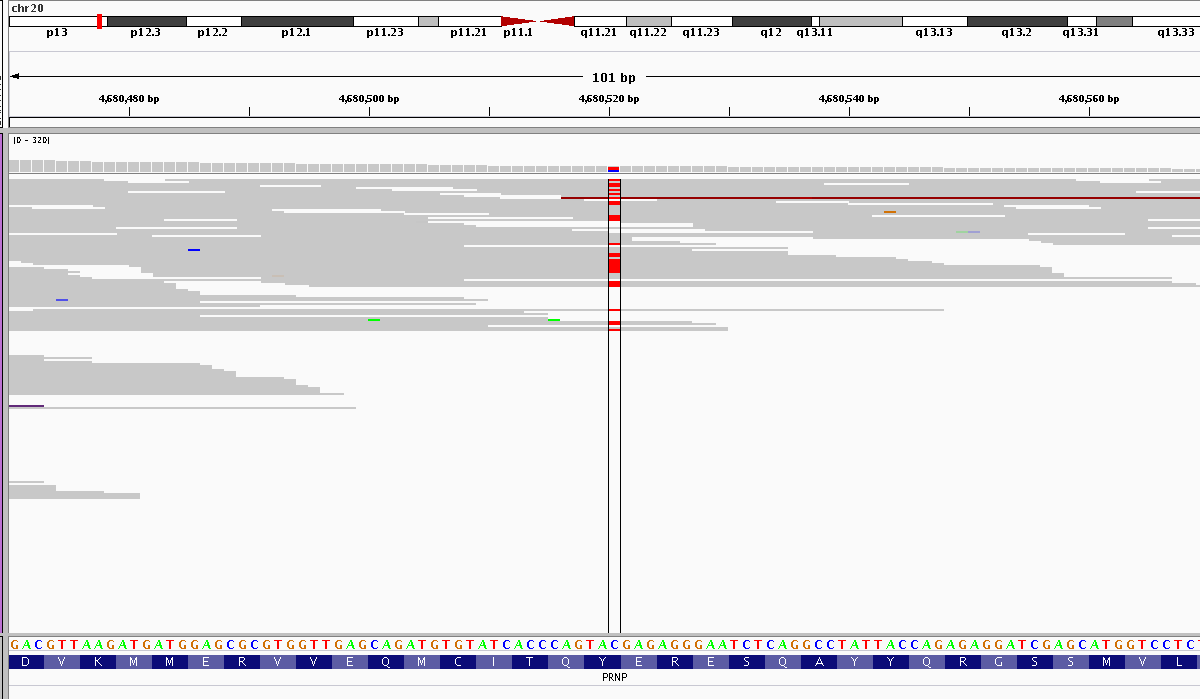 chr20
p13 p12.3 p12.2 p12.1 p11.23 p11.21 p11.1 q11.21 q11.22 q11.23 q12 q13.11 q13.13 q13.2 q13.31 q13.33
101 bp
4,680,480 bp 4,680,500 bp 4,680,520 bp 4,680,540 bp 4,680,560 bp
[0 - 320]
GACGTTAAGATGATGGAGCGCGTGGTTGAGCAGATGTGTATCACCCAGTACGAGAGGGAATCTCAGGCCTATTACCAGAGAGGATCGAGCATGGTCCTCT
D V K M M E R V V E Q M C I T Q Y E R E S Q A Y Y Q R G S S M V L
PRNP